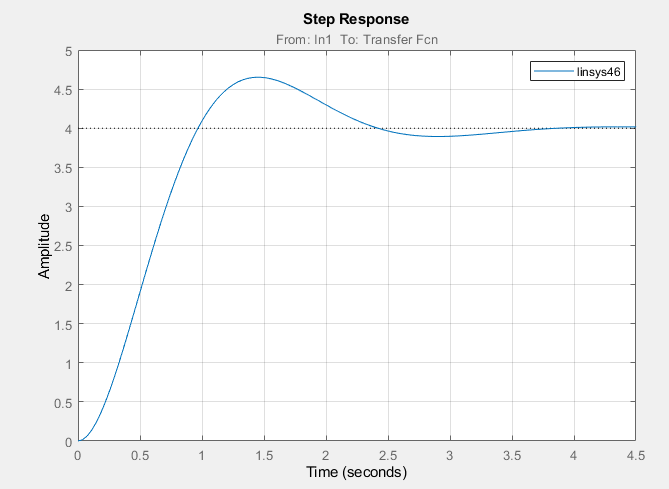 Step Response
From: In1 To: Transfer Fcn
linsys46
Amplitude
5
4.5
4
3.5
3
2.5
2
1.5
1
0.5
0
0 0.5 1 1.5 2 2.5 3 3.5 4 4.5
Time (seconds)